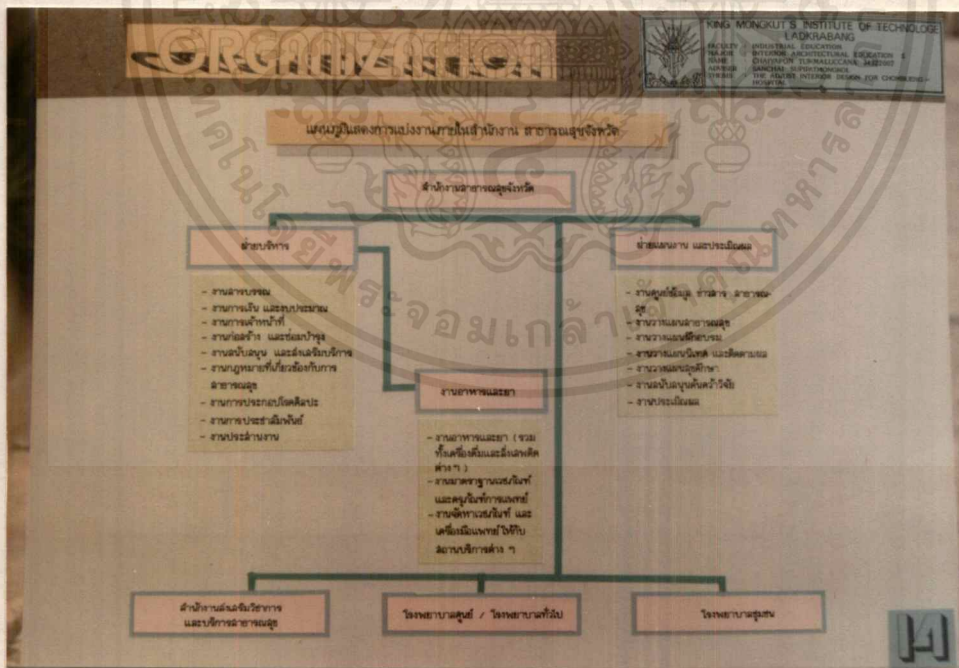 ORGANIZATION
KING MONGKUT'S INSTITUTE OF TECHNOLOGE
LADKRABANG
FACULTY : INDUSTRIAL EDUCATION
MAJOR : INTERIOR ARCHITECTURAL EDUCATION &
NAME : CHAIYAPON
ADVISOR : SANCHAI
THESIS : THE ADJUST INTERIOR DESIGN FOR CHOMBUENG-
HOSPITAL
แผนภูมิแสดงการแบ่งงานภายในสำนักงาน สาธารณสุขจังหวัด
สำนักงานสาธารณสุขจังหวัด
ฝ่ายบริหาร
- งานสารบรรณ
- งานการเงิน และงบประมาณ
- งานการเจ้าหน้าที่
- งานก่อสร้าง และซ่อมบำรุง
- งานสนับสนุน และส่งเสริมบริการ
- งานกฎหมายที่เกี่ยวข้องกับการ
สาธารณสุข
- งานการประกอบโรคศิลปะ
- งานการประชาสัมพันธ์
- งานประสานงาน
ฝ่ายแผนงาน และประเมินผล
- งานศูนย์ข้อมูล ข่าวสาร สาธารณ-
สุข
- งานวางแผนสาธารณสุข
- งานวางแผนฝึกอบรม
- งานวางแผนนิเทศ และติดตามผล
- งานวางแผนสุขศึกษา
- งานสนับสนุนค้นคว้าวิจัย
- งานประเมินผล
งานอาหารและยา
- งานอาหารและยา ( รวม
ทั้งเครื่องดื่มและสิ่งเสพติด
ต่าง ๆ )
- งานมาตราฐานเวชภัณฑ์
และครุภัณฑ์การแพทย์
- งานจัดหาเวชภัณฑ์ และ
เครื่องมือแพทย์ ให้กับ
สถานบริการต่าง ๆ
สำนักงานส่งเสริมวิชาการ
และบริการสาธารณสุข
โรงพยาบาลศูนย์ / โรงพยาบาลทั่วไป
โรงพยาบาลชุมชน
14